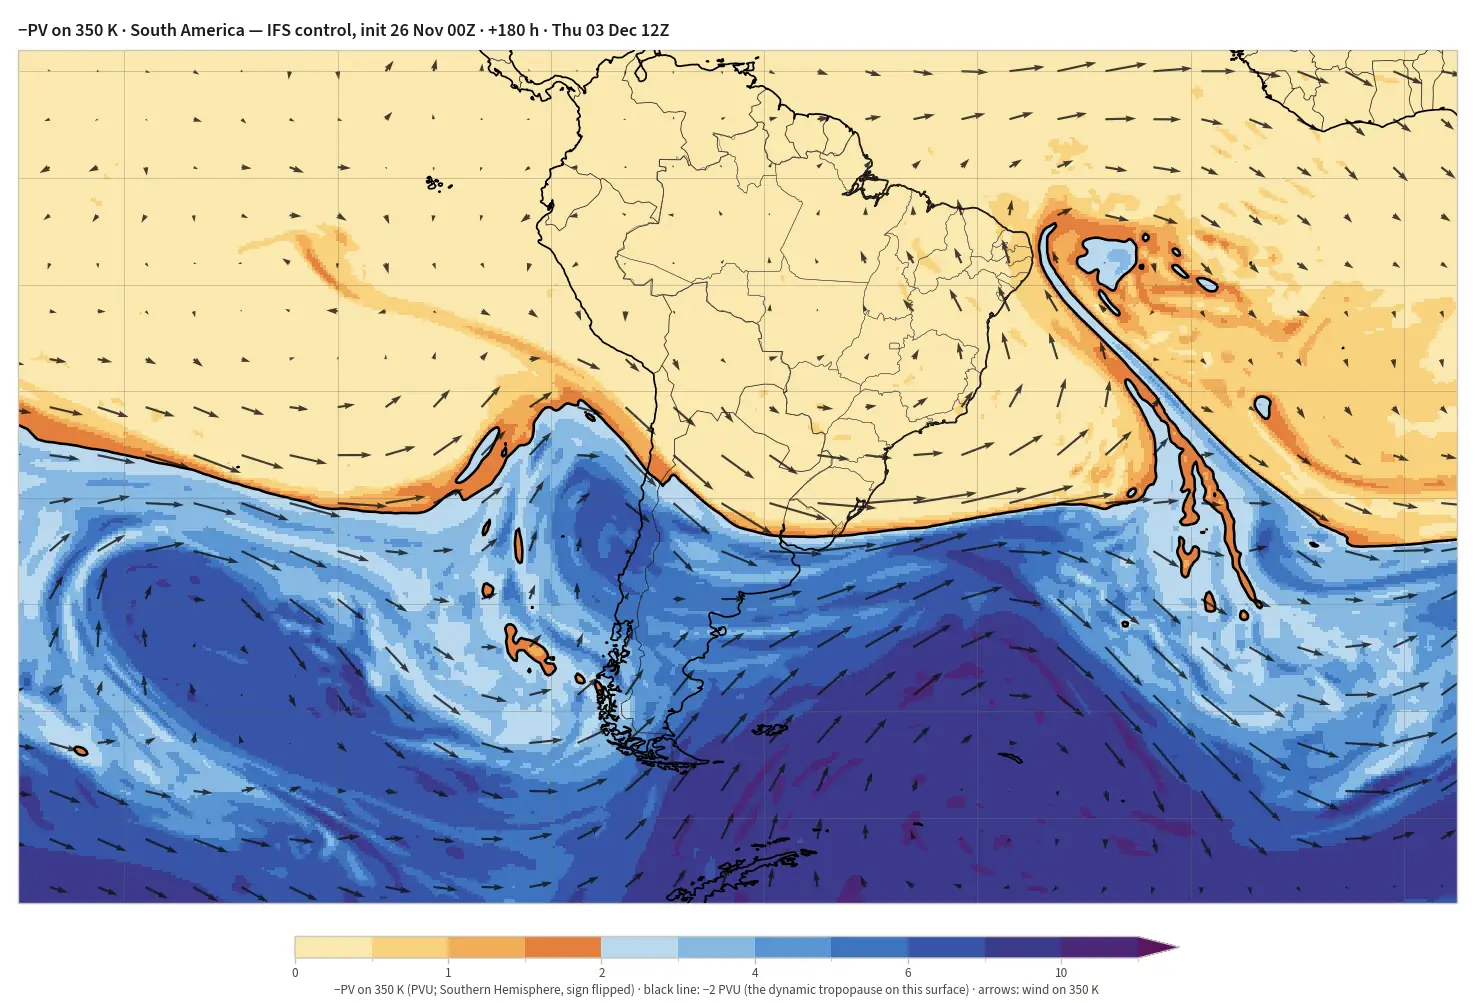 −PV on 350 K · South America — IFS control, init 26 Nov 00Z · +180 h · Thu 03 Dec 12Z
0 1 2 4 6 10
−PV on 350 K (PVU; Southern Hemisphere, sign flipped) · black line: −2 PVU (the dynamic tropopause on this surface) · arrows: wind on 350 K